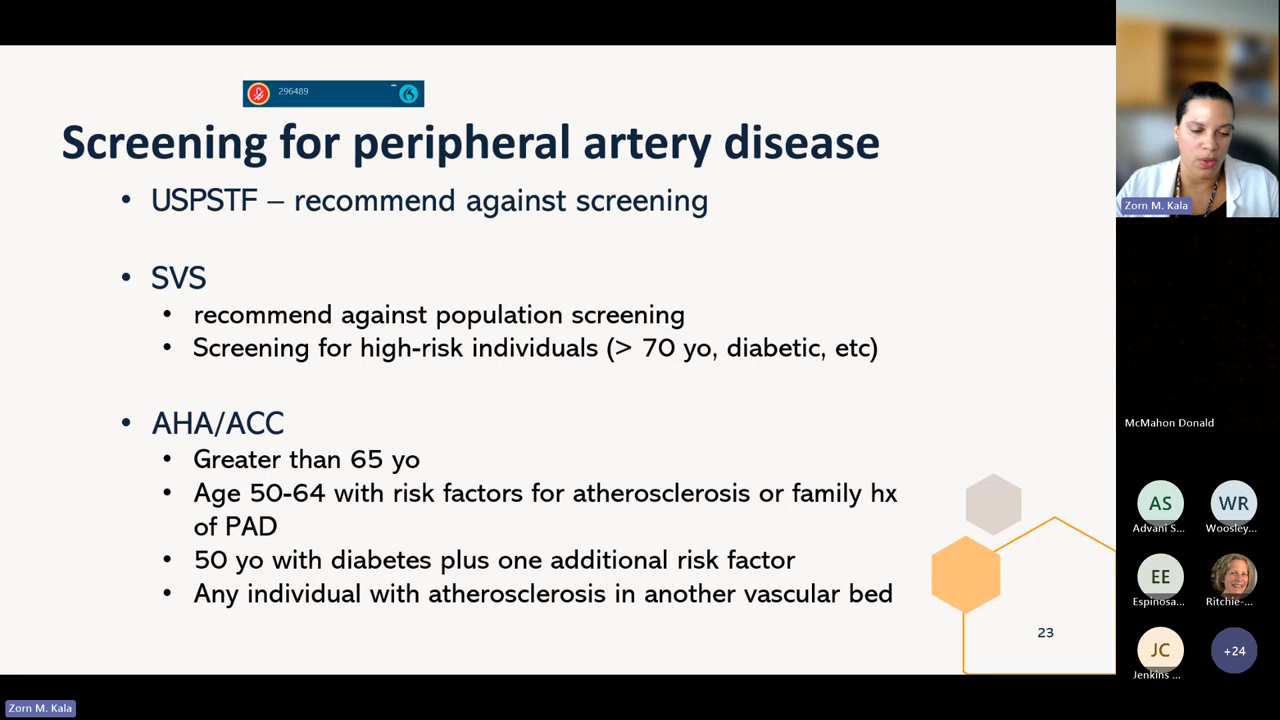 296489
Screening for peripheral artery disease
• USPSTF – recommend against screening
• SVS
• recommend against population screening
• Screening for high-risk individuals (> 70 yo, diabetic, etc)
• AHA/ACC
• Greater than 65 yo
• Age 50-64 with risk factors for atherosclerosis or family hx
of PAD
• 50 yo with diabetes plus one additional risk factor
• Any individual with atherosclerosis in another vascular bed
23
Zorn M. Kala
McMahon Donald
AS
Advani S...
WR
Woosley...
EE
Espinosa...
Ritchie-...
JC
Jenkins ...
+24
Zorn M. Kala